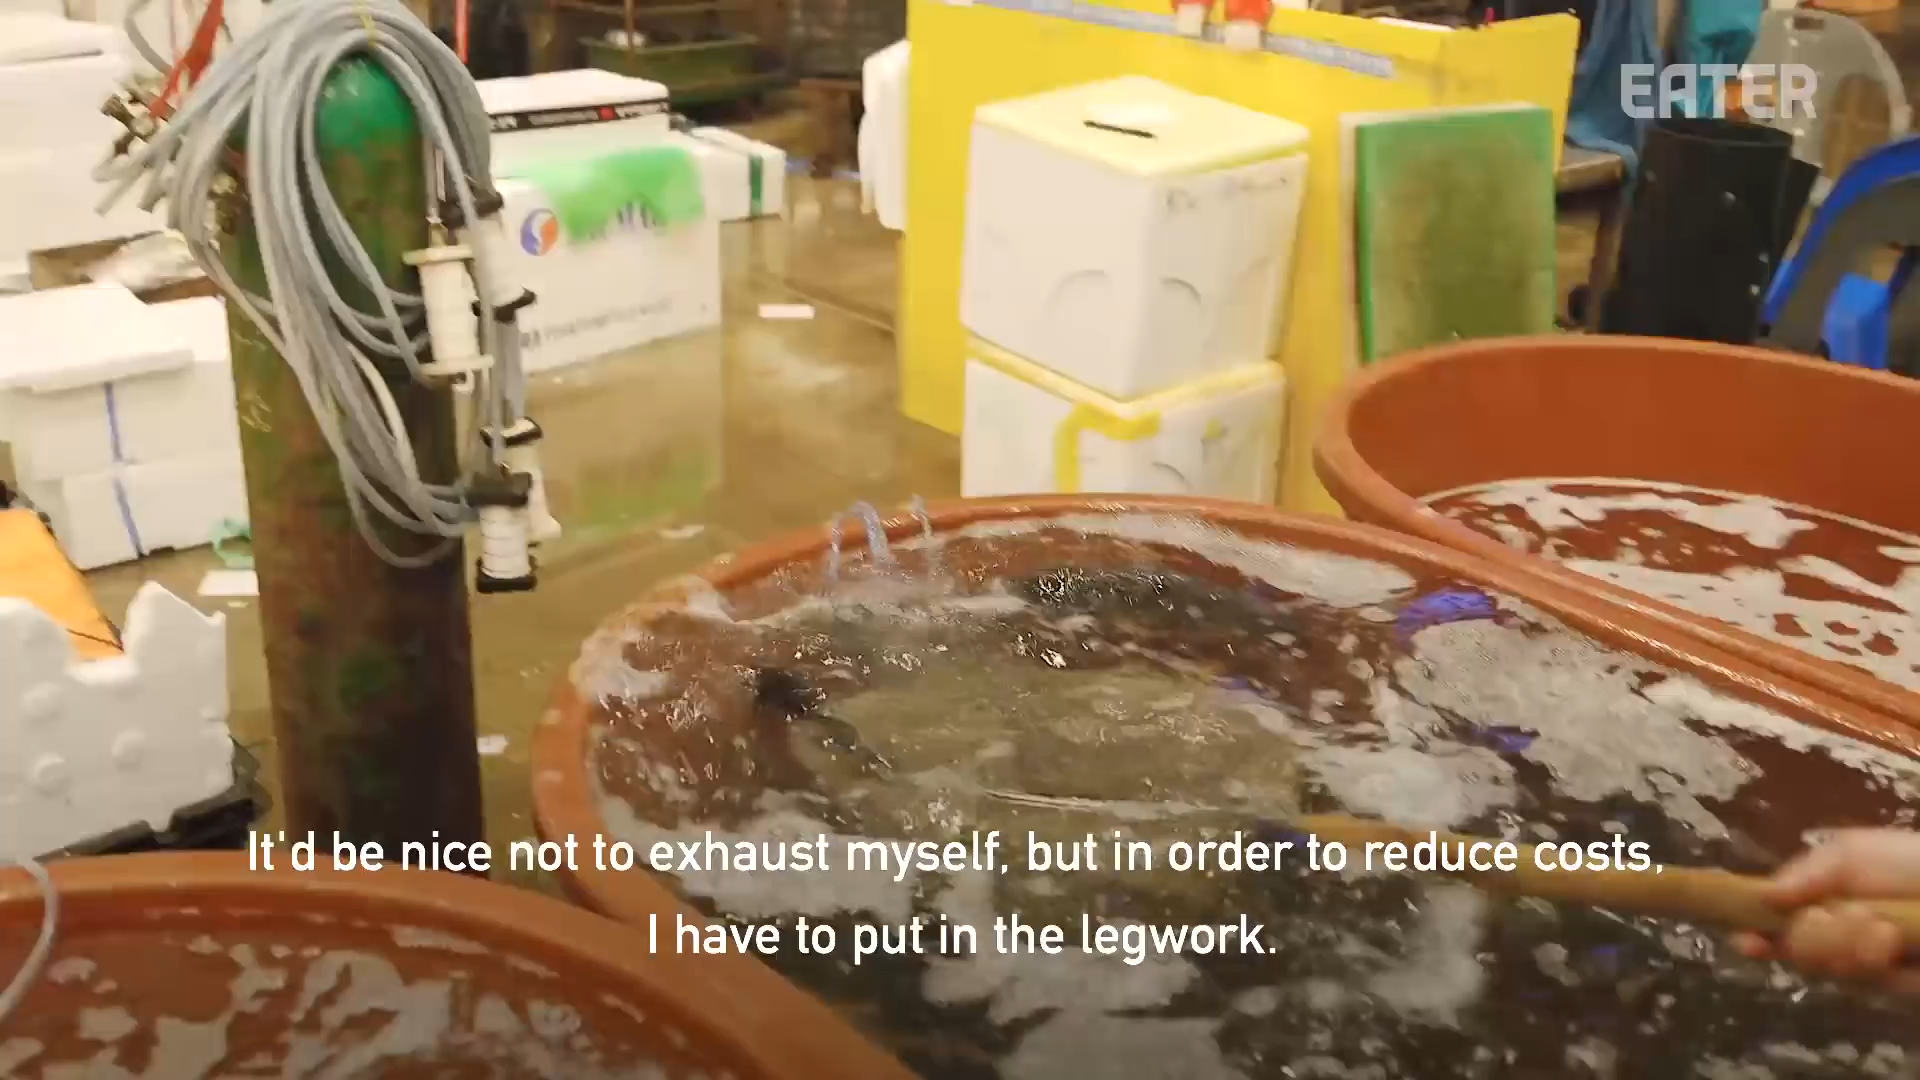 EATER
It'd be nice not to exhaust myself, but in order to reduce costs,
I have to put in the legwork.